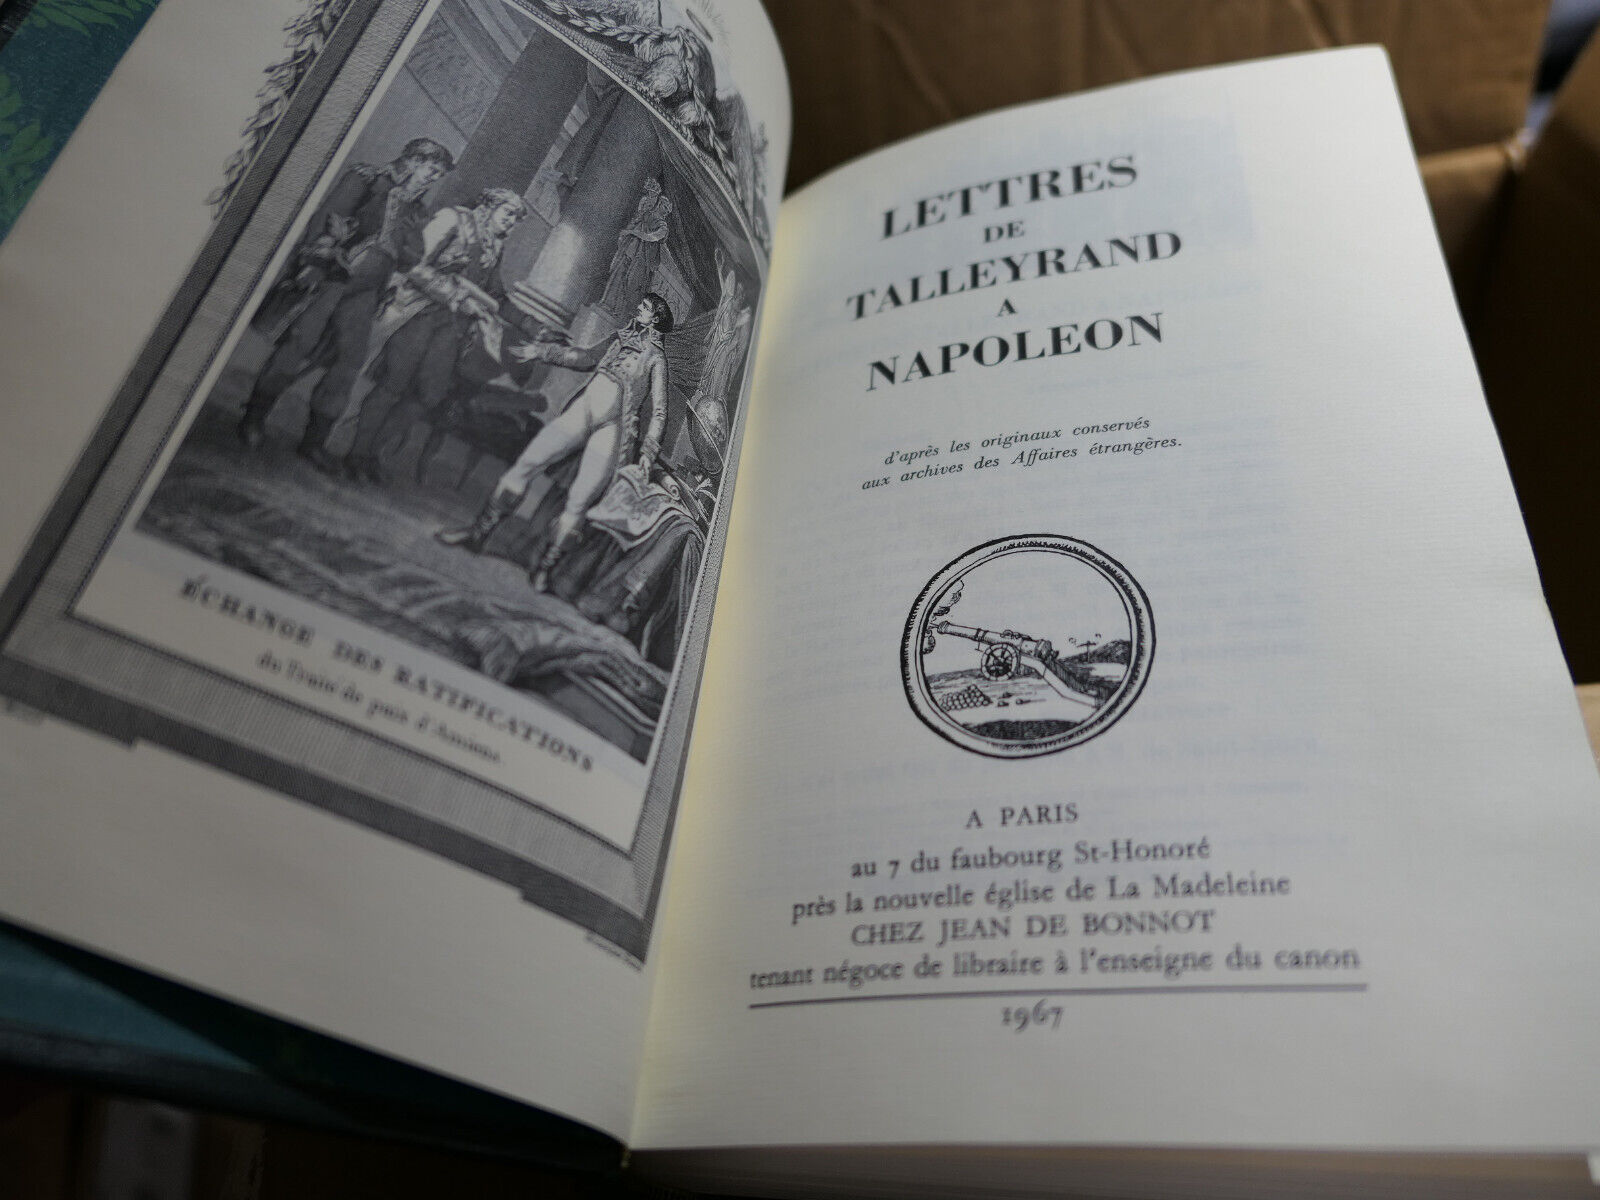 ÉCHANGE DES RATIFICATIONS
du Traité de paix d'Amiens.
LETTRES
DE
TALLEYRAND
A
NAPOLEON
d'après les originaux conservés
aux archives des Affaires étrangères.
A PARIS
au 7 du faubourg St-Honoré
près la nouvelle église de La Madeleine
CHEZ JEAN DE BONNOT
tenant négoce de libraire à l'enseigne du canon
1967